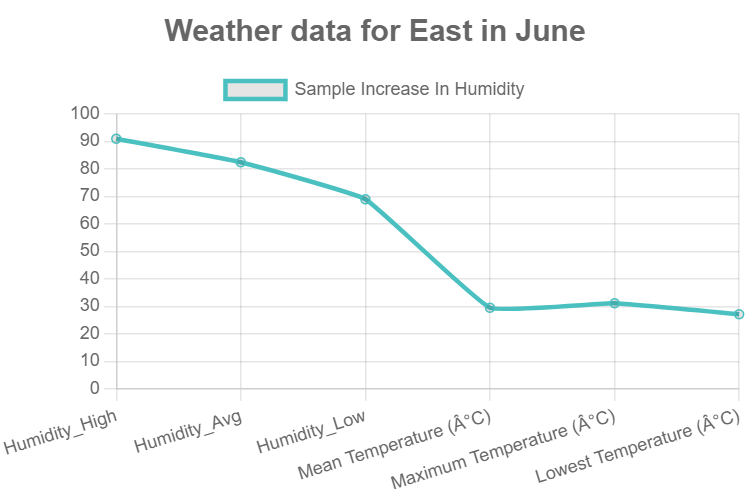 Weather data for East in June
Sample Increase In Humidity
100
90
80
70
60
50
40
30
20
10
0
Humidity_High
Humidity_Avg
Humidity_Low
Mean Temperature (Â°C)
Maximum Temperature (Â°C)
Lowest Temperature (Â°C)